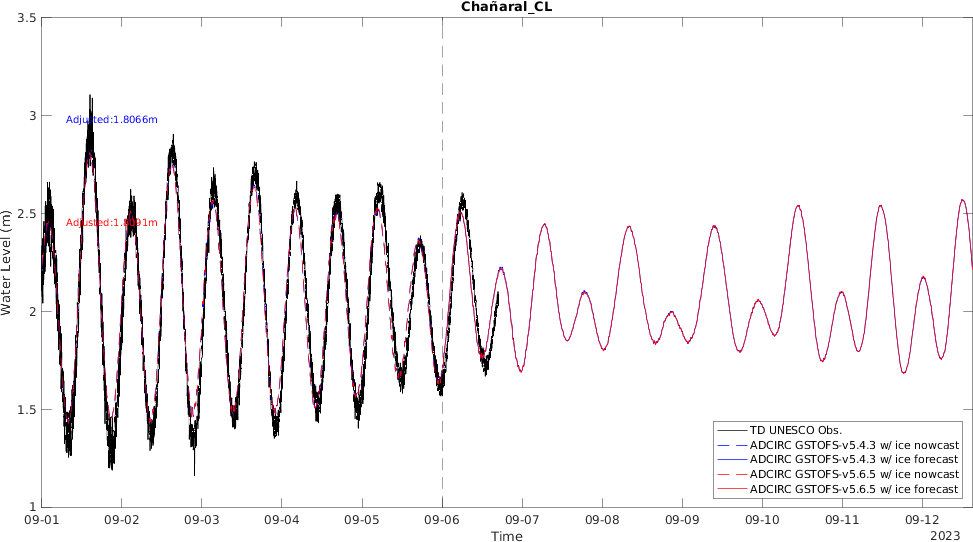 Chañaral_CL
3.5
3
2.5
2
1.5
1
Water Level (m)
Adjusted:1.8066m
TD UNESCO Obs.
ADCIRC GSTOFS-v5.4.3 w/ ice nowcast
ADCIRC GSTOFS-v5.4.3 w/ ice forecast
ADCIRC GSTOFS-v5.6.5 w/ ice nowcast
ADCIRC GSTOFS-v5.6.5 w/ ice forecast
09-01 09-02 09-03 09-04 09-05 09-06 09-07 09-08 09-09 09-10 09-11 09-12
Time
2023